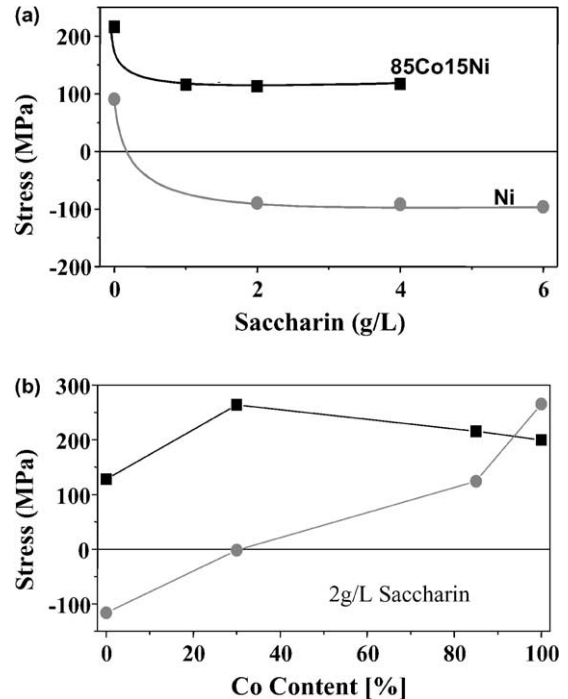 (a)
200
100
0
-100
-200
Stress (MPa)
85Co15Ni
Ni
0 2 4 6
Saccharin (g/L)
(b)
300
200
100
0
-100
Stress (MPa)
2g/L Saccharin
0 20 40 60 80 100
Co Content [%]